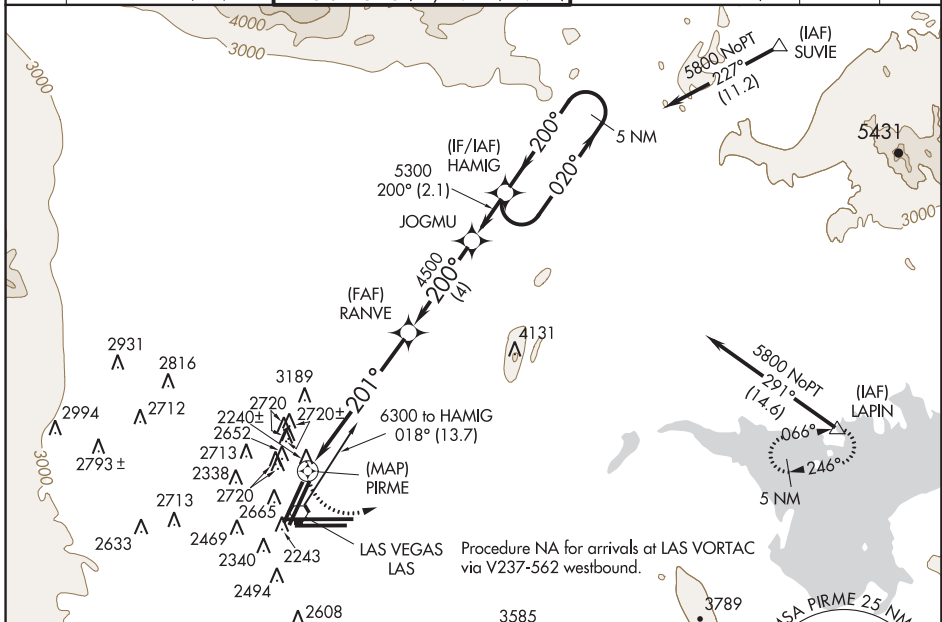 4000
3000
3000
(IAF)
SUVIE
5800 NoPT
227°
(11.2)
5431
3000
200°
020°
5 NM
(IF/IAF)
HAMIG
5300
200° (2.1)
JOGMU
4500
200°
(4)
(FAF)
RANVE
4131
2931
2816
3189
201°
5800 NoPT
291°
(14.6)
(IAF)
LAPIN
066°
246°
5 NM
2994
2712
2720
2720±
2240±
2652
6300 to HAMIG
018° (13.7)
2793±
2713
2338
2720
(MAP)
PIRME
3000
2713
2665
2633
2469
2340
2243
2494
LAS VEGAS
LAS
Procedure NA for arrivals at LAS VORTAC
via V237-562 westbound.
2608
3585
3789
MSA PIRME 25 NM